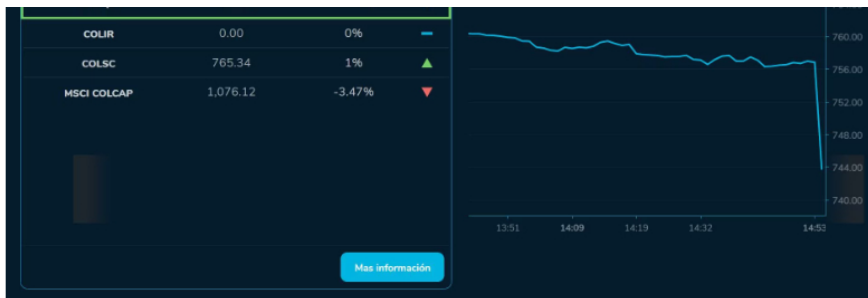 COLIR 0.00 0%
COLSC 765.34 1%
MSCI COLCAP 1,076.12 -3.47%
Mas información
760.00
756.00
752.00
748.00
744.00
740.00
13:51 14:09 14:19 14:32 14:53